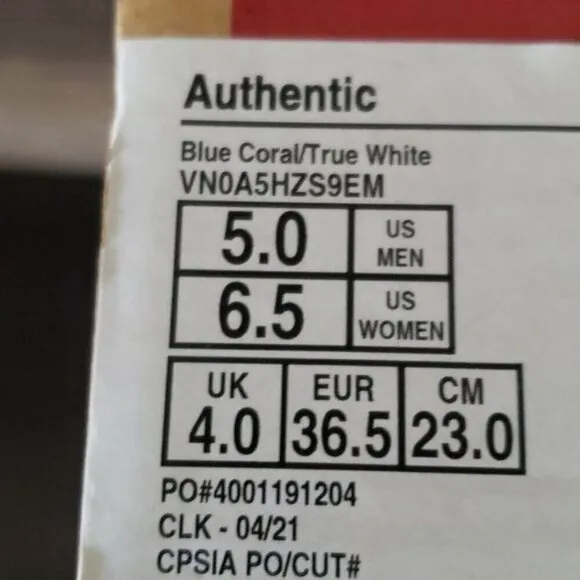 Authentic
Blue Coral/True White
VN0A5HZS9EM
5.0 US MEN
6.5 US WOMEN
UK EUR CM
4.0 36.5 23.0
PO#4001191204
CLK - 04/21
CPSIA PO/CUT#